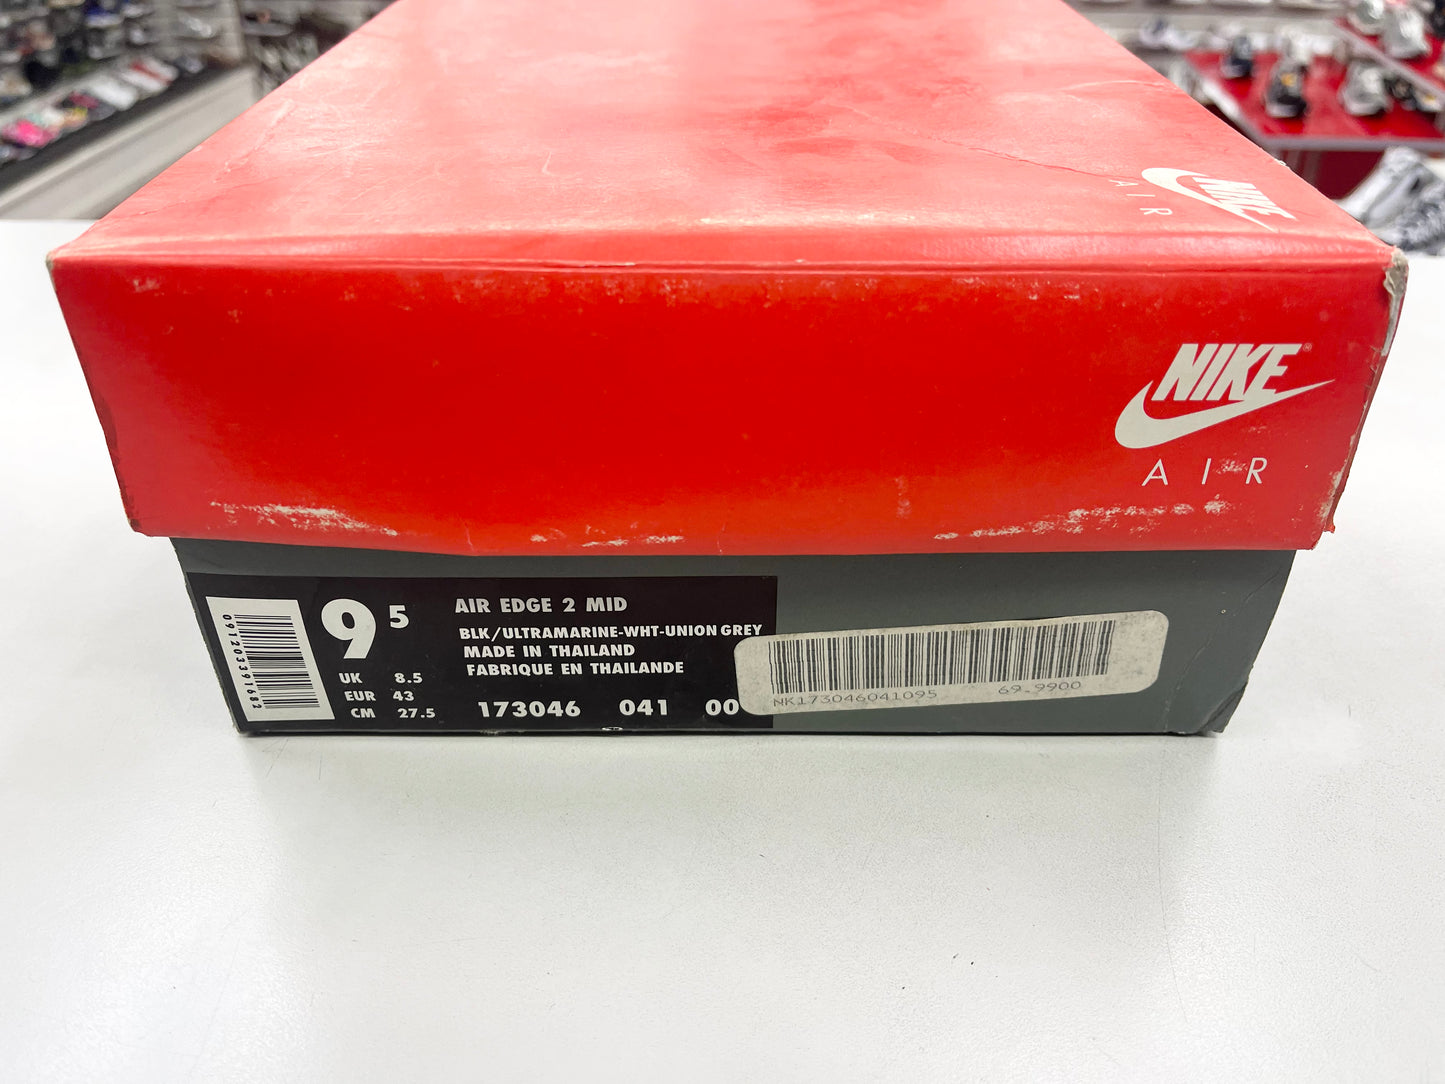 NIKE
AIR
NIKE®
AIR
091203391682
9 5
UK 8.5
EUR 43
CM 27.5
AIR EDGE 2 MID
BLK/ULTRAMARINE-WHT-UNION GREY
MADE IN THAILAND
FABRIQUE EN THAILANDE
173046 041 00
NK173046041095 69.9900